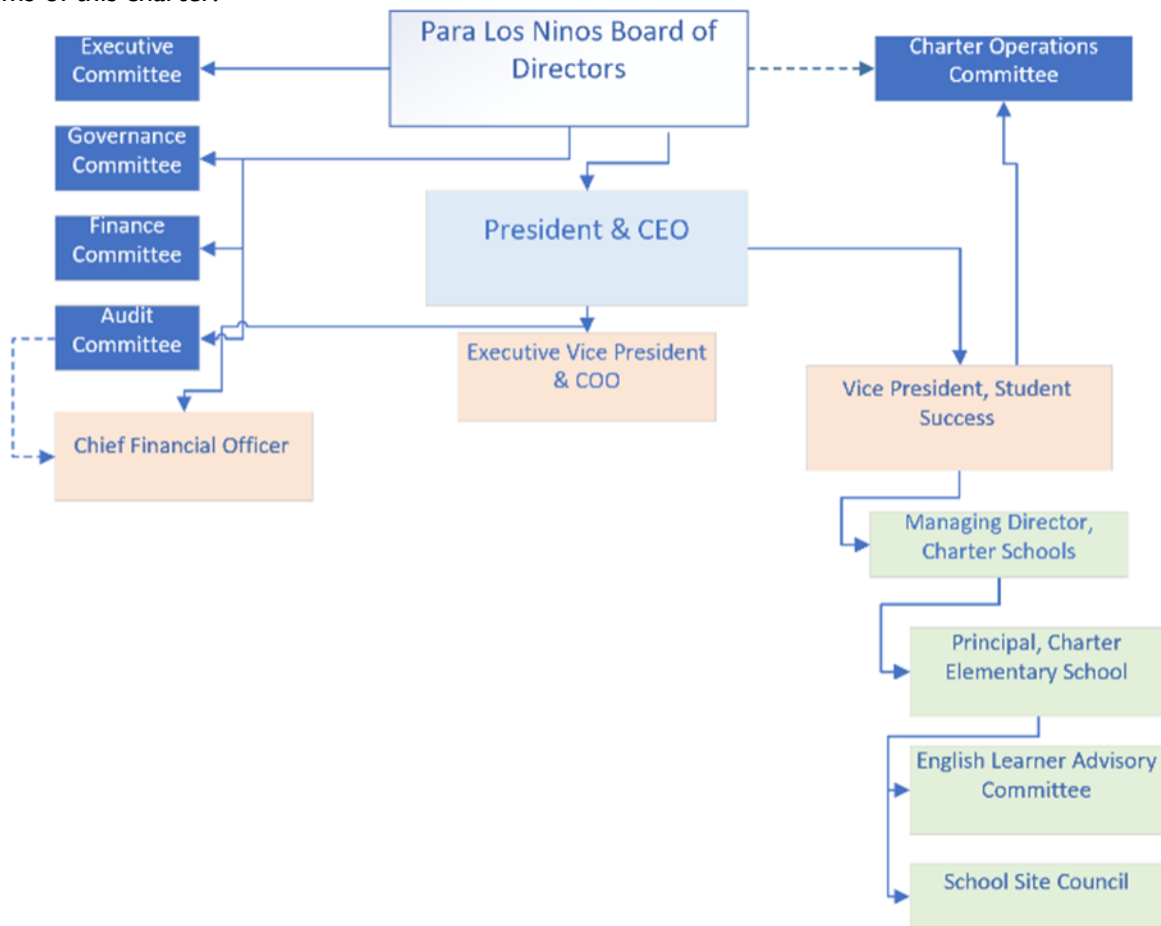 this charter.
Para Los Ninos Board of
Directors
Executive
Committee
Charter Operations
Committee
Governance
Committee
Finance
Committee
Audit
Committee
President & CEO
Executive Vice President
& COO
Vice President, Student
Success
Chief Financial Officer
Managing Director,
Charter Schools
Principal, Charter
Elementary School
English Learner Advisory
Committee
School Site Council